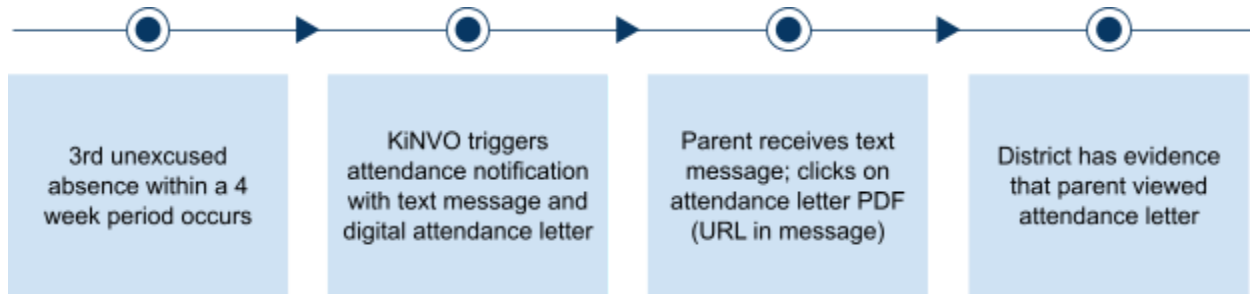 3rd unexcused
absence within a 4
week period occurs
KiNVO triggers
attendance notification
with text message and
digital attendance letter
Parent receives text
message; clicks on
attendance letter PDF
(URL in message)
District has evidence
that parent viewed
attendance letter